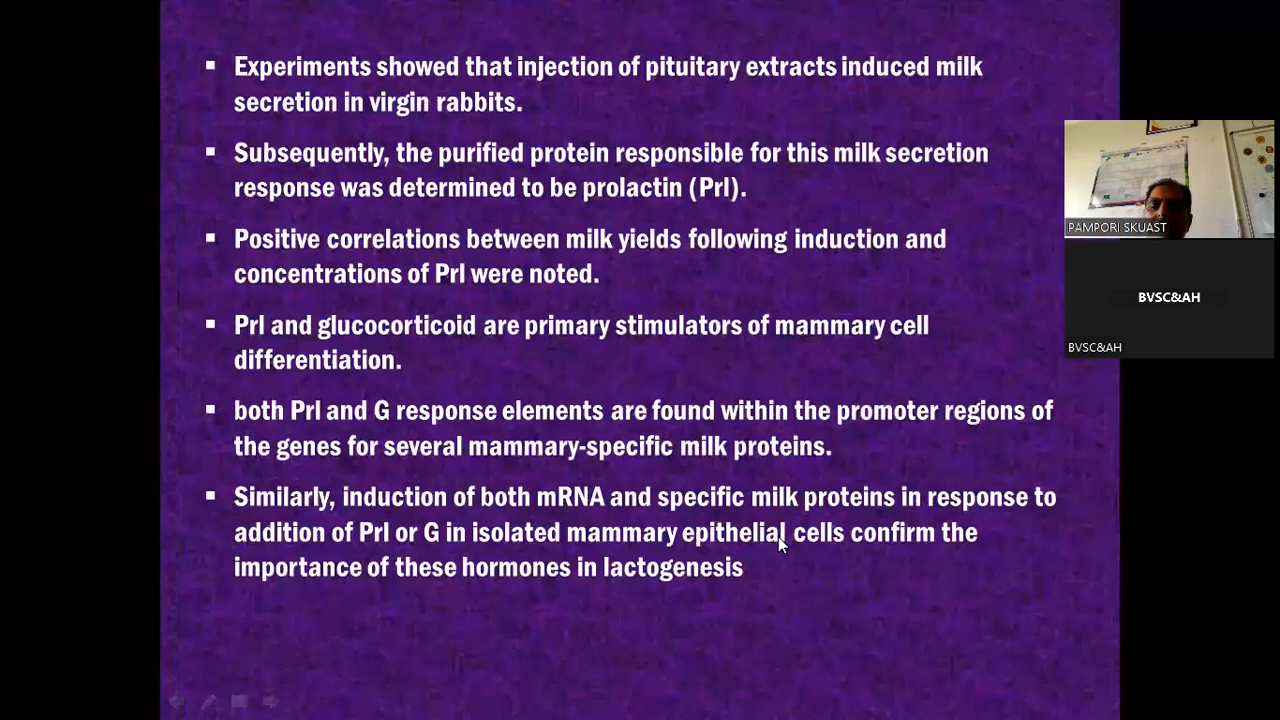 Experiments showed that injection of pituitary extracts induced milk
secretion in virgin rabbits.
Subsequently, the purified protein responsible for this milk secretion
response was determined to be prolactin (Prl).
Positive correlations between milk yields following induction and
concentrations of Prl were noted.
Prl and glucocorticoid are primary stimulators of mammary cell
differentiation.
both Prl and G response elements are found within the promoter regions of
the genes for several mammary-specific milk proteins.
Similarly, induction of both mRNA and specific milk proteins in response to
addition of Prl or G in isolated mammary epithelial cells confirm the
importance of these hormones in lactogenesis
PAMPORI SKUAST
BVSC&AH
BVSC&AH